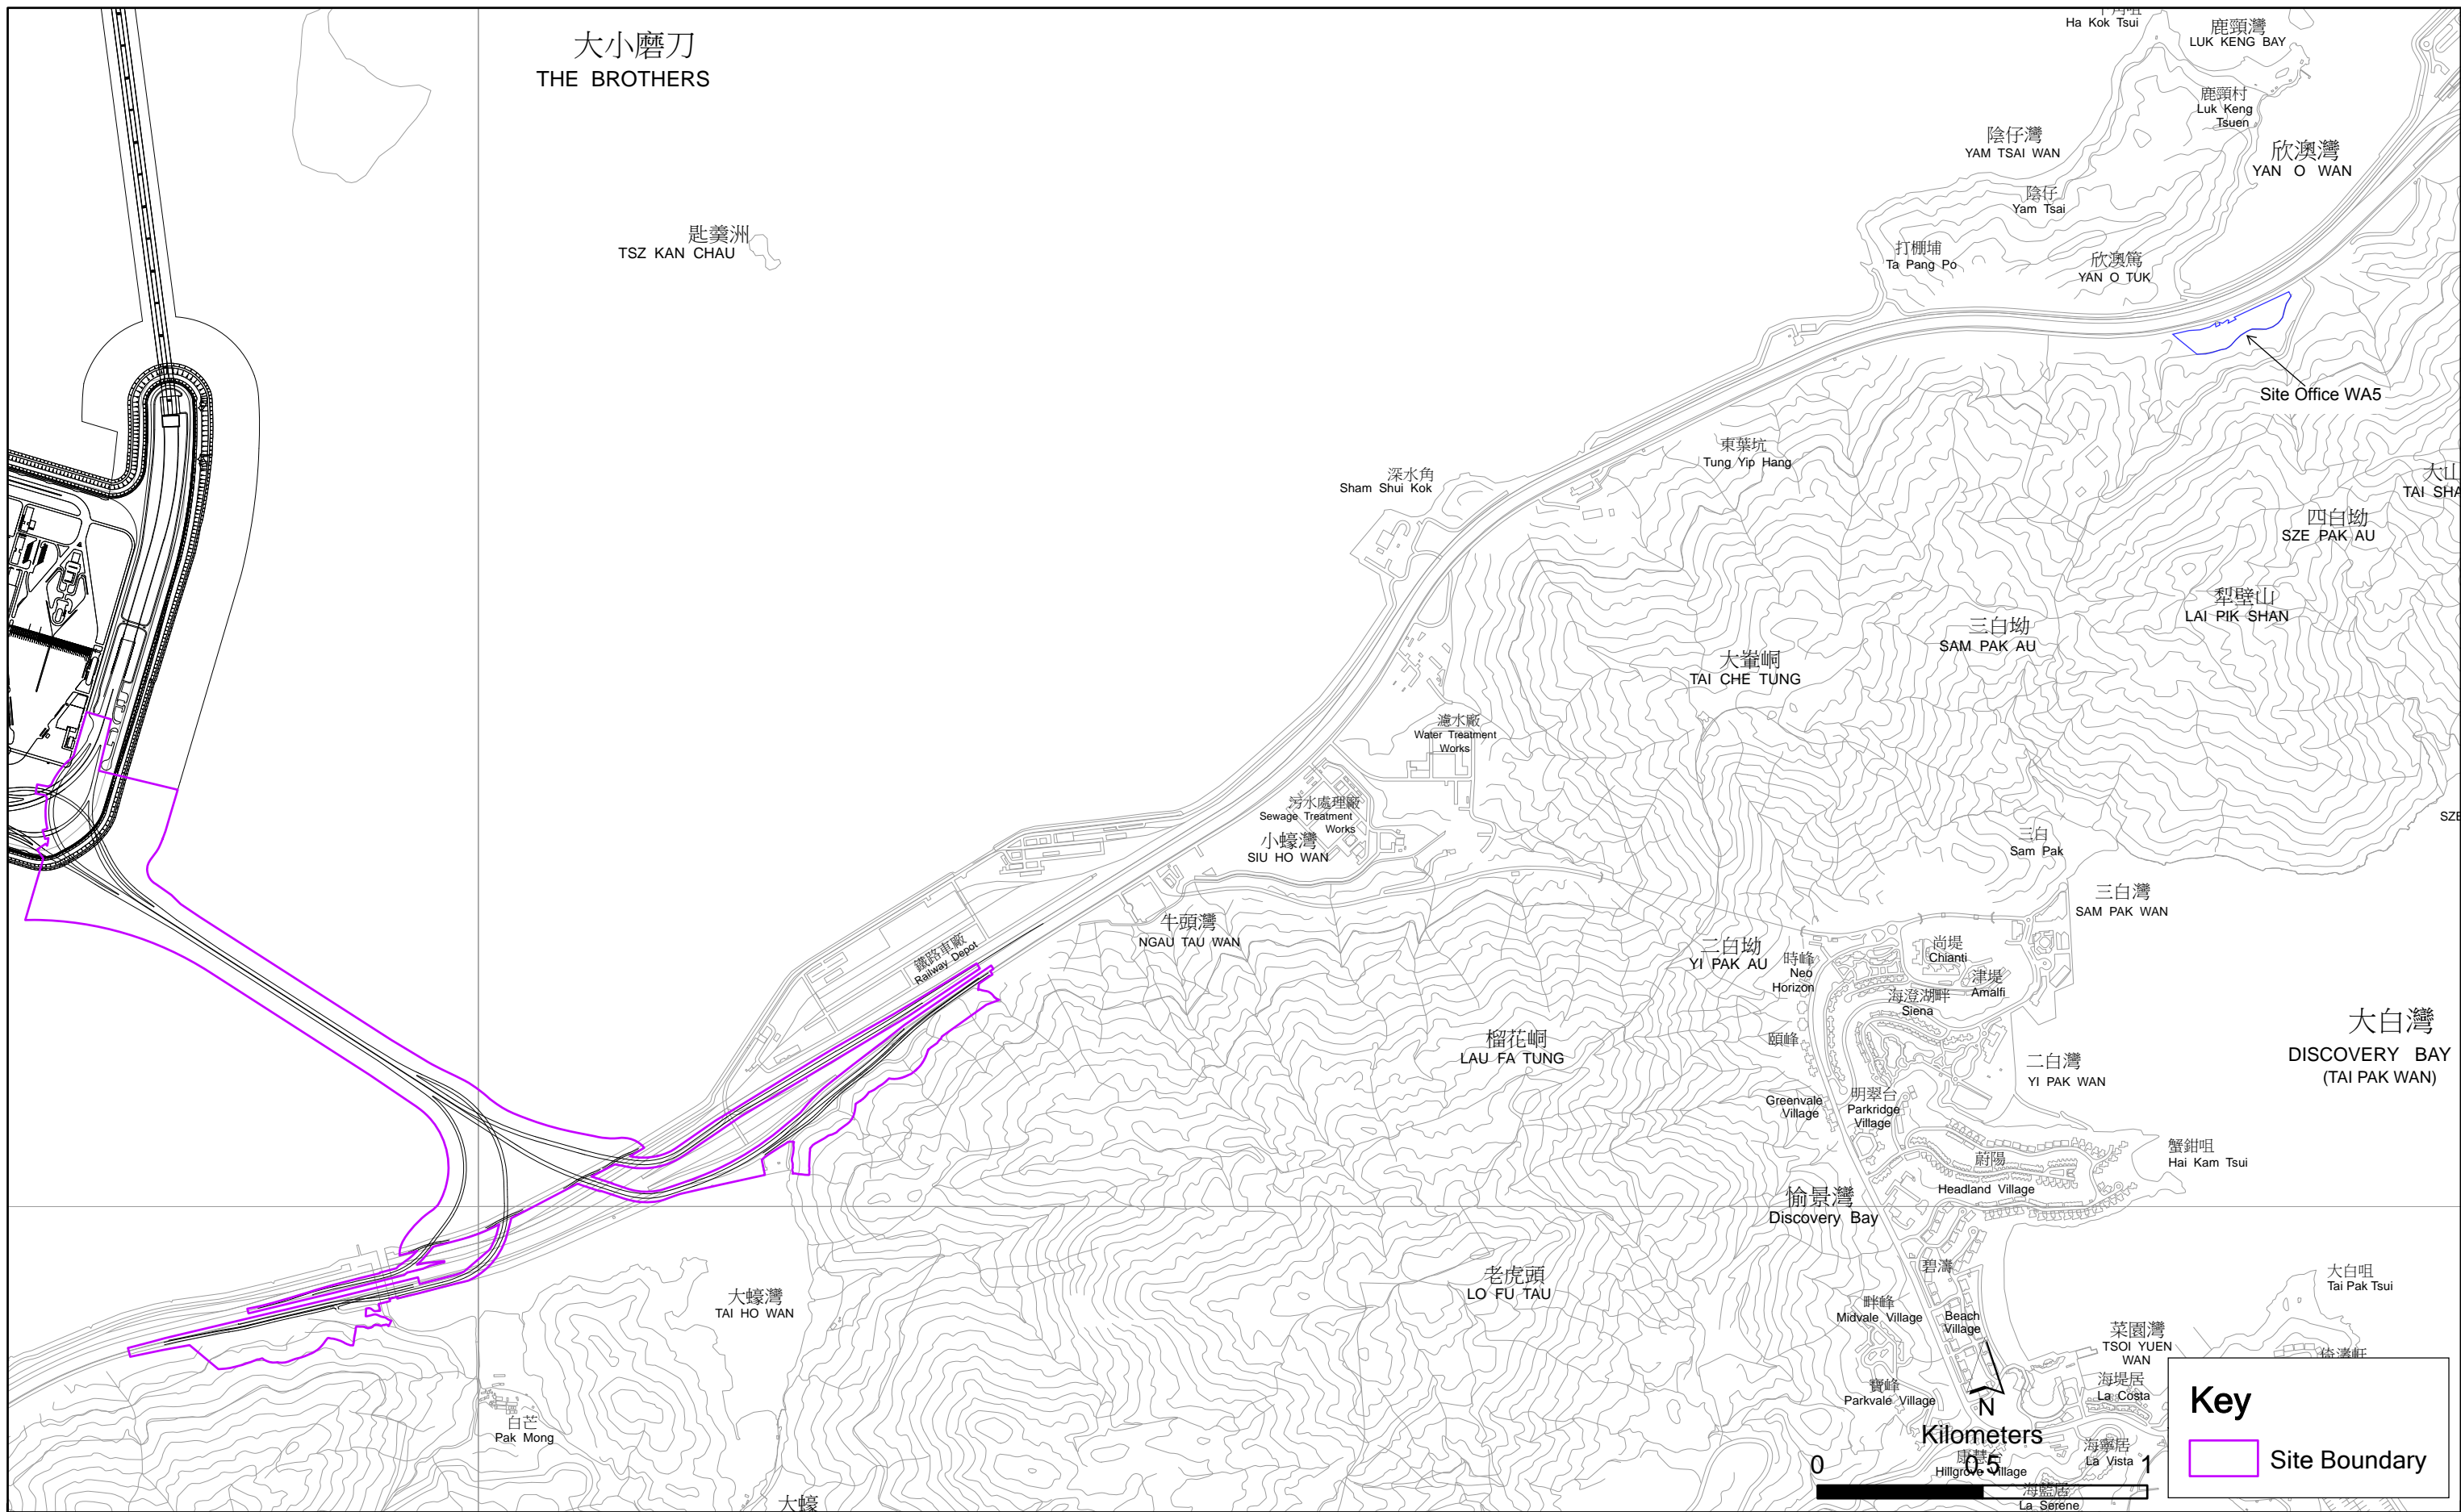 大小磨刀
THE BROTHERS
Ha Kok Tsui
鹿頸灣
LUK KENG BAY
鹿頸村
Luk Keng
Tsuen
陰仔灣
YAM TSAI WAN
欣澳灣
YAN O WAN
陰仔
Yam Tsai
匙羹洲
TSZ KAN CHAU
打棚埔
Ta Pang Po
欣澳篤
YAN O TUK
Site Office WA5
東葉坑
Tung Yip Hang
深水角
Sham Shui Kok
大山
TAI SHA
四白坳
SZE PAK AU
犁壁山
LAI PIK SHAN
三白坳
SAM PAK AU
大輋峒
TAI CHE TUNG
濾水廠
Water Treatment
Works
污水處理廠
Sewage Treatment
Works
小蠔灣
SIU HO WAN
SZE
三白
Sam Pak
三白灣
SAM PAK WAN
牛頭灣
NGAU TAU WAN
鐵路車廠
Railway Depot
二白坳
YI PAK AU
時峰
Neo
Horizon
尚堤
Chianti
津堤
Amalfi
海澄湖畔
Siena
大白灣
DISCOVERY BAY
(TAI PAK WAN)
榴花峒
LAU FA TUNG
頤峰
二白灣
YI PAK WAN
Greenvale
Village
明翠台
Parkridge
Village
蟹鉗咀
Hai Kam Tsui
蔚陽
Headland Village
愉景灣
Discovery Bay
碧濤
Beach
Village
大白咀
Tai Pak Tsui
老虎頭
LO FU TAU
大蠔灣
TAI HO WAN
畔峰
Midvale Village
菜園灣
TSOI YUEN
WAN
海堤居
La Costa
寶峰
Parkvale Village
白芒
Pak Mong
大蠔
N
Kilometers
0
0.5
1
Hillgrove Village
海寧居
La Vista
海藍居
La Serene
Key
Site Boundary